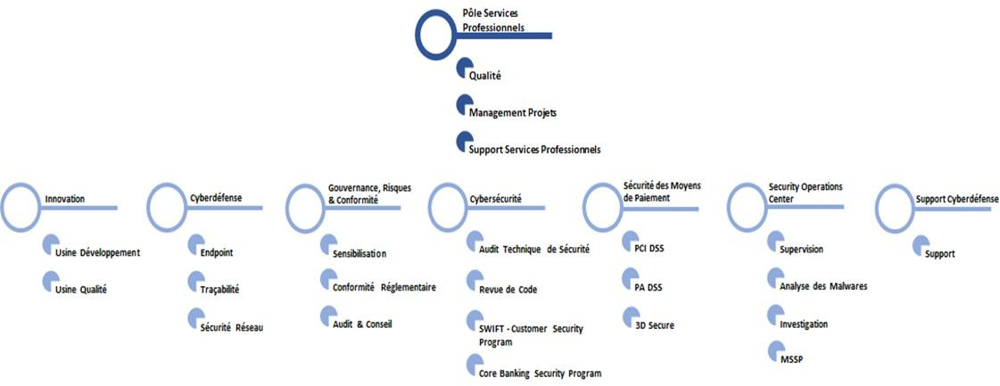 Pôle Services
Professionnels
Qualité
Management Projets
Support Services Professionnels
Innovation
Usine Développement
Usine Qualité
Cyberdéfense
Endpoint
Traçabilité
Sécurité Réseau
Gouvernance, Risques
& Conformité
Sensibilisation
Conformité Réglementaire
Audit & Conseil
Cybersécurité
Audit Technique de Sécurité
Revue de Code
SWIFT - Customer Security
Program
Core Banking Security Program
Sécurité des Moyens
de Paiement
PCI DSS
PA DSS
3D Secure
Security Operations
Center
Supervision
Analyse des Malwares
Investigation
MSSP
Support Cyberdéfense
Support